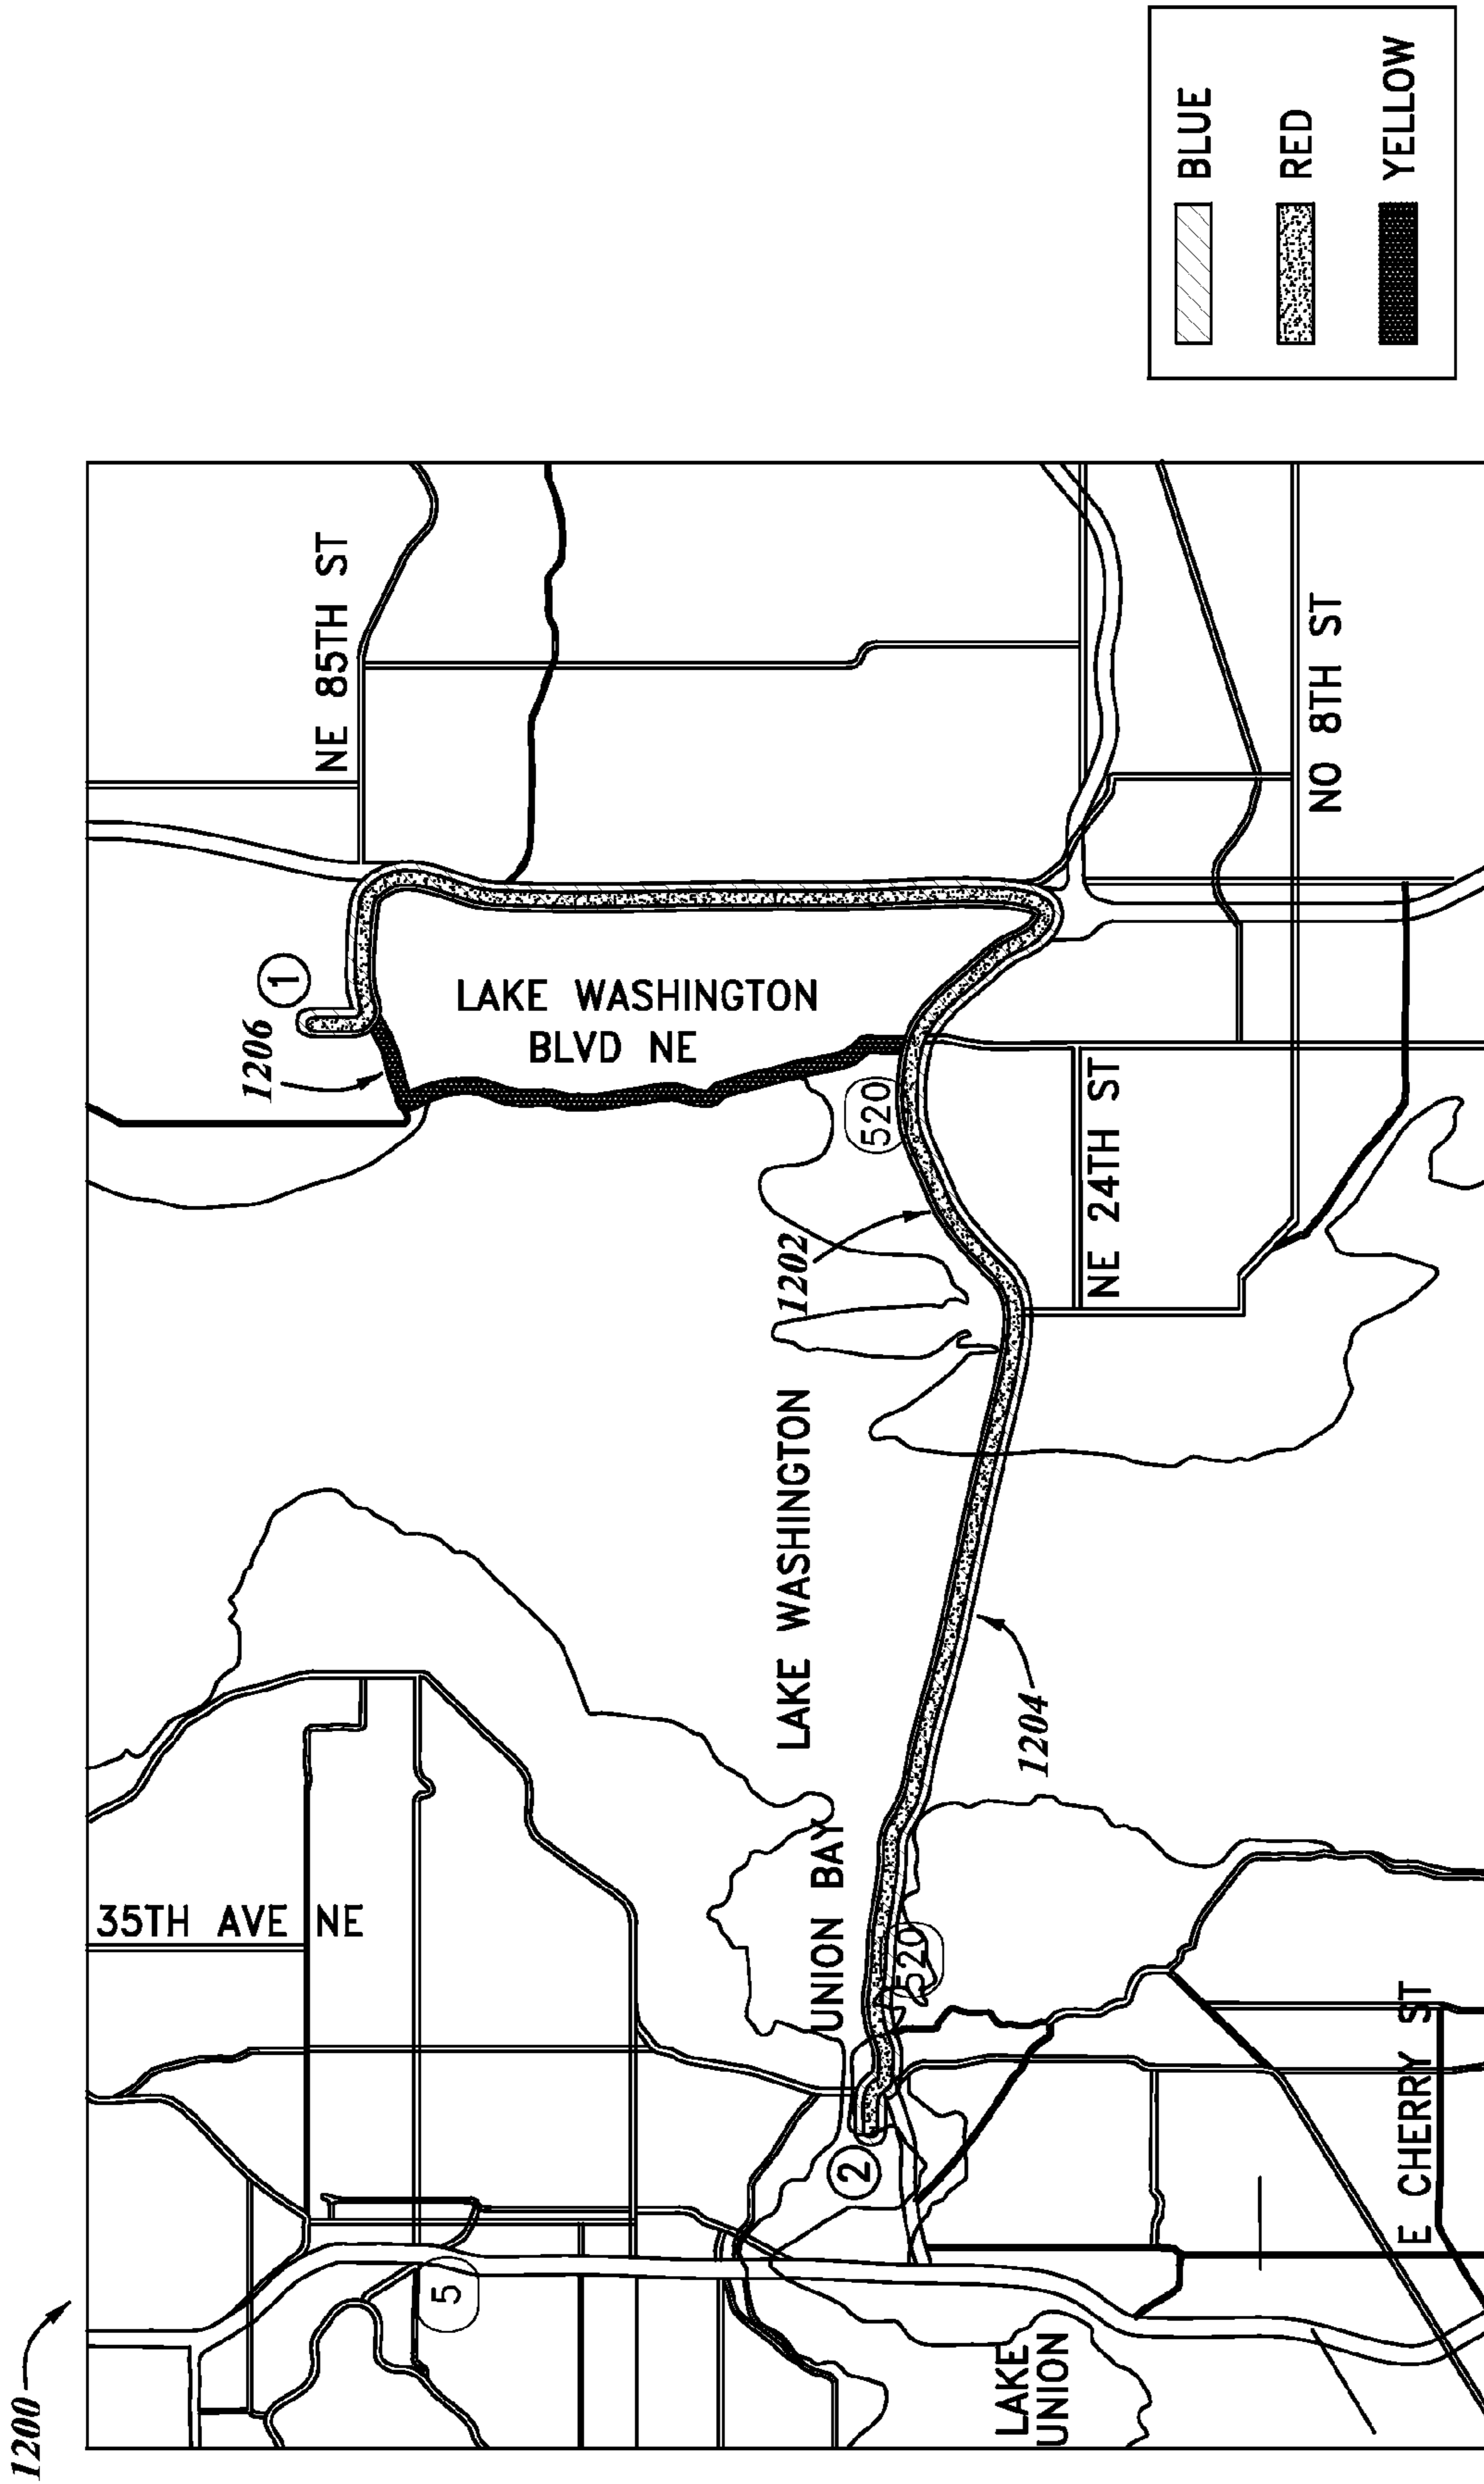 1200
35TH AVE NE
5
NE 85TH ST
1
1206
LAKE WASHINGTON
BLVD NE
520
1202
LAKE WASHINGTON
UNION BAY
2
520
1204
NE 24TH ST
NO 8TH ST
LAKE
UNION
E CHERRY ST
BLUE
RED
YELLOW